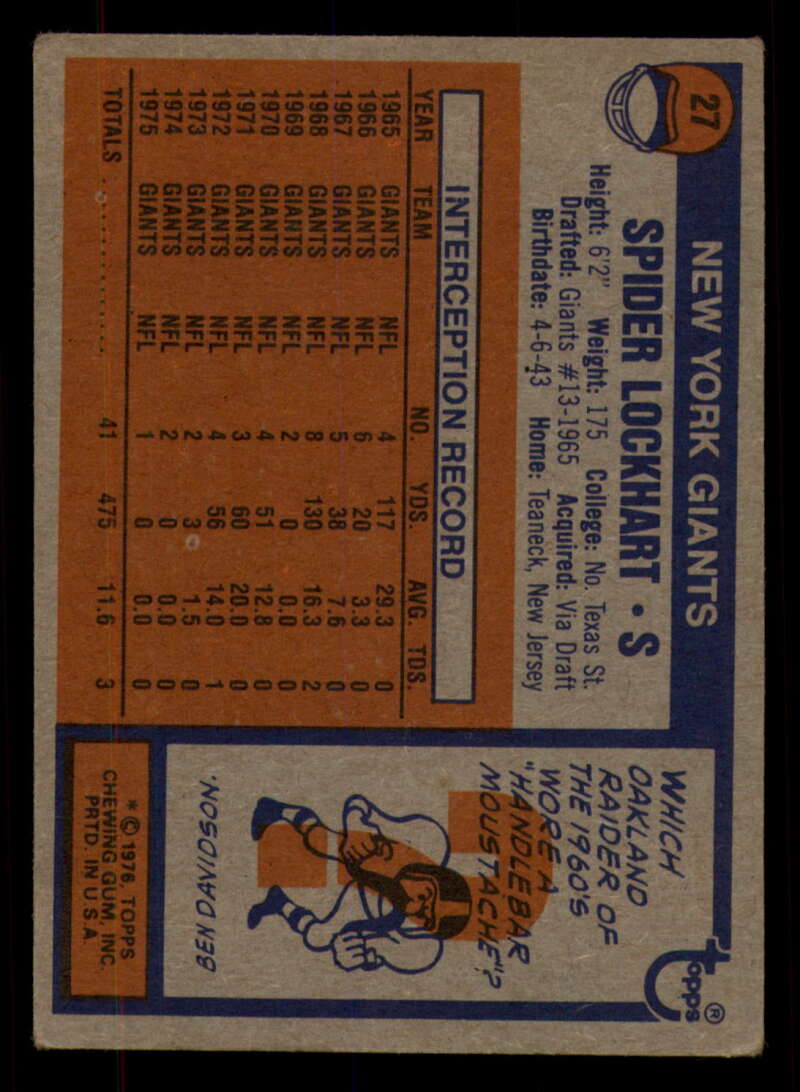 27
NEW YORK GIANTS
SPIDER LOCKHART • S
Height: 6'2" Weight: 175 College: No. Texas St.
Drafted: Giants #13-1965 Acquired: Via Draft
Birthdate: 4-6-43 Home: Teaneck, New Jersey
INTERCEPTION RECORD
YEAR TEAM NO. YDS. AVG. TDS.
1965 GIANTS NFL 4 117 29.3 0
1966 GIANTS NFL 6 20 3.3 0
1967 GIANTS NFL 5 38 7.6 0
1968 GIANTS NFL 8 130 16.3 2
1969 GIANTS NFL 2 0 0.0 0
1970 GIANTS NFL 4 51 12.8 0
1971 GIANTS NFL 3 60 20.0 0
1972 GIANTS NFL 4 56 14.0 1
1973 GIANTS NFL 2 3 1.5 0
1974 GIANTS NFL 2 0 0.0 0
1975 GIANTS NFL 1 0 0.0 0
TOTALS . . . . . . . . . . . . . . 41 475 11.6 3
topps®
WHICH
OAKLAND
RAIDER OF
THE 1960'S
WORE A
"HANDLEBAR
MOUSTACHE"?
BEN DAVIDSON.
* © 1976, TOPPS
CHEWING GUM, INC.
PRTD. IN U.S.A.